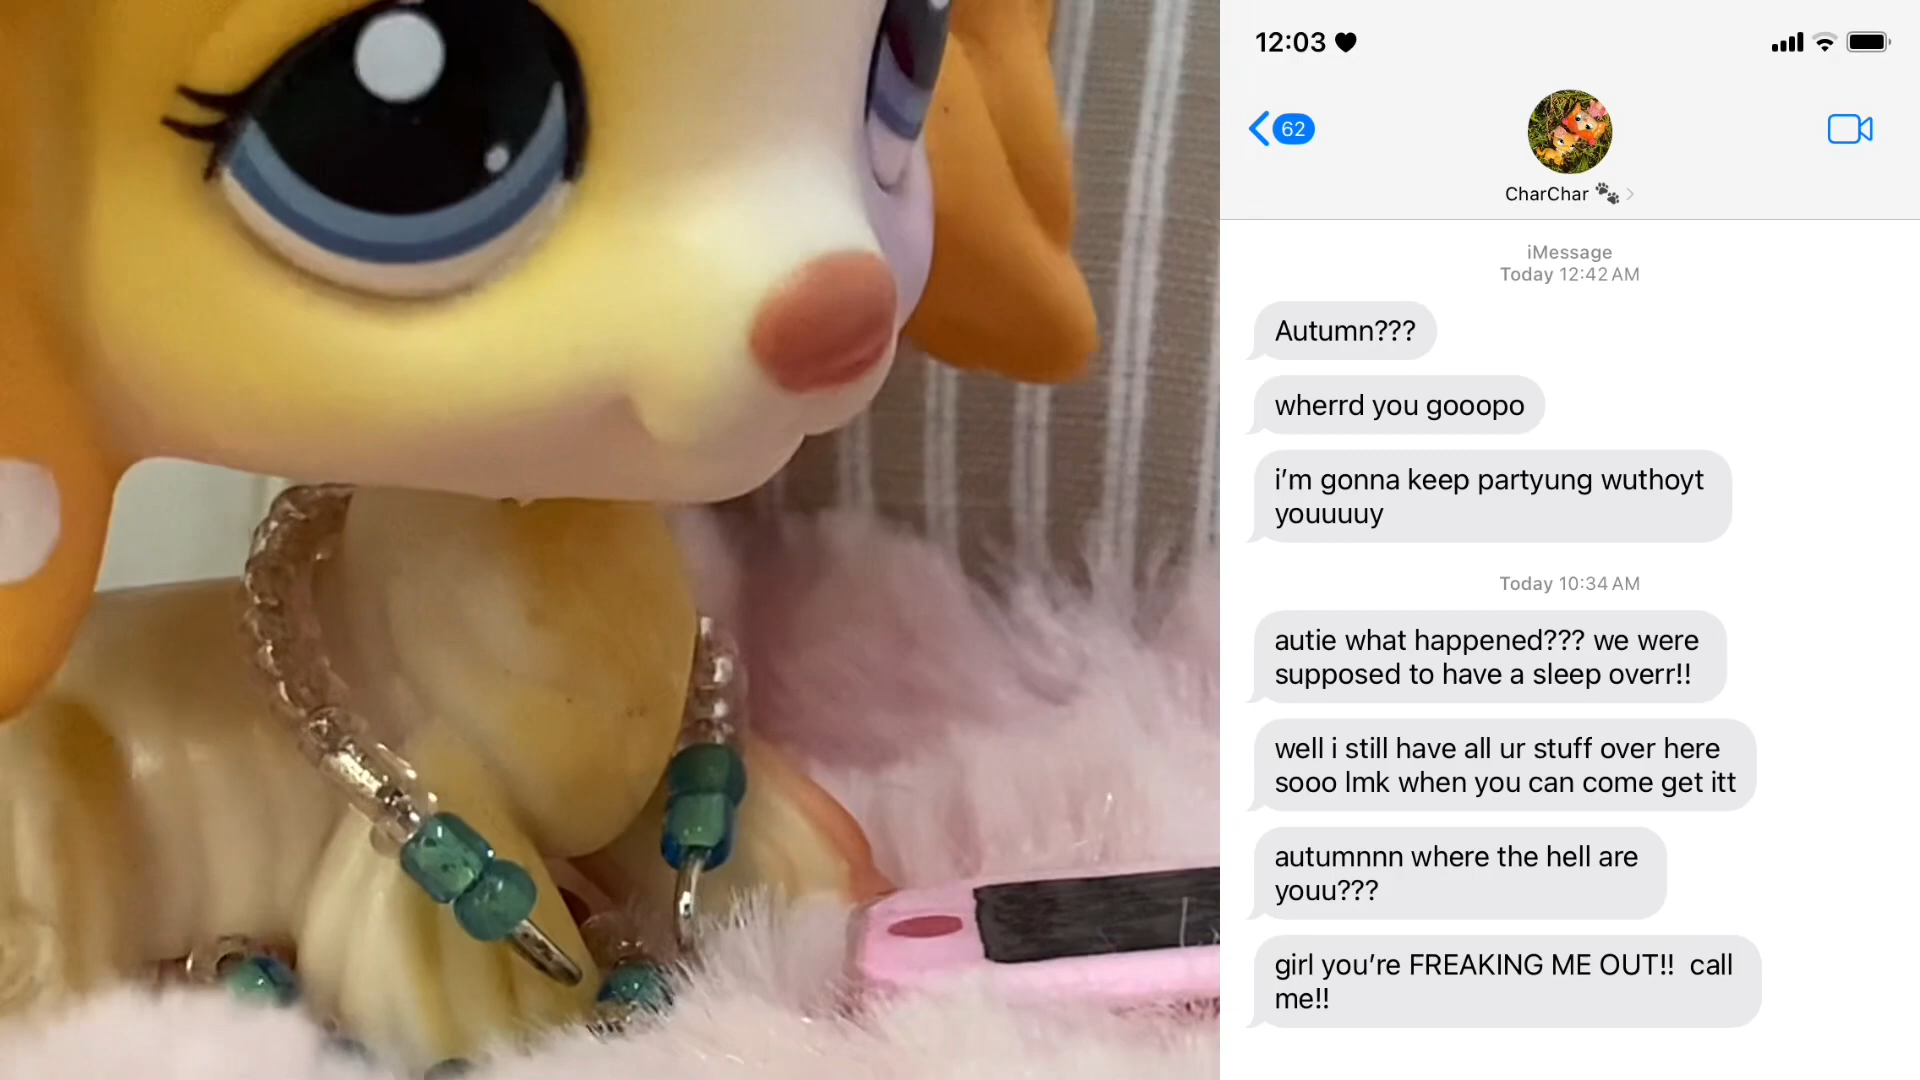 12:03
62
CharChar
iMessage
Today 12:42 AM
Autumn???
wherrd you gooopo
i'm gonna keep partyung wuthoyt
youuuuy
Today 10:34 AM
autie what happened??? we were
supposed to have a sleep overr!!
well i still have all ur stuff over here
sooo lmk when you can come get itt
autumnnn where the hell are
youu???
girl you're FREAKING ME OUT!! call
me!!